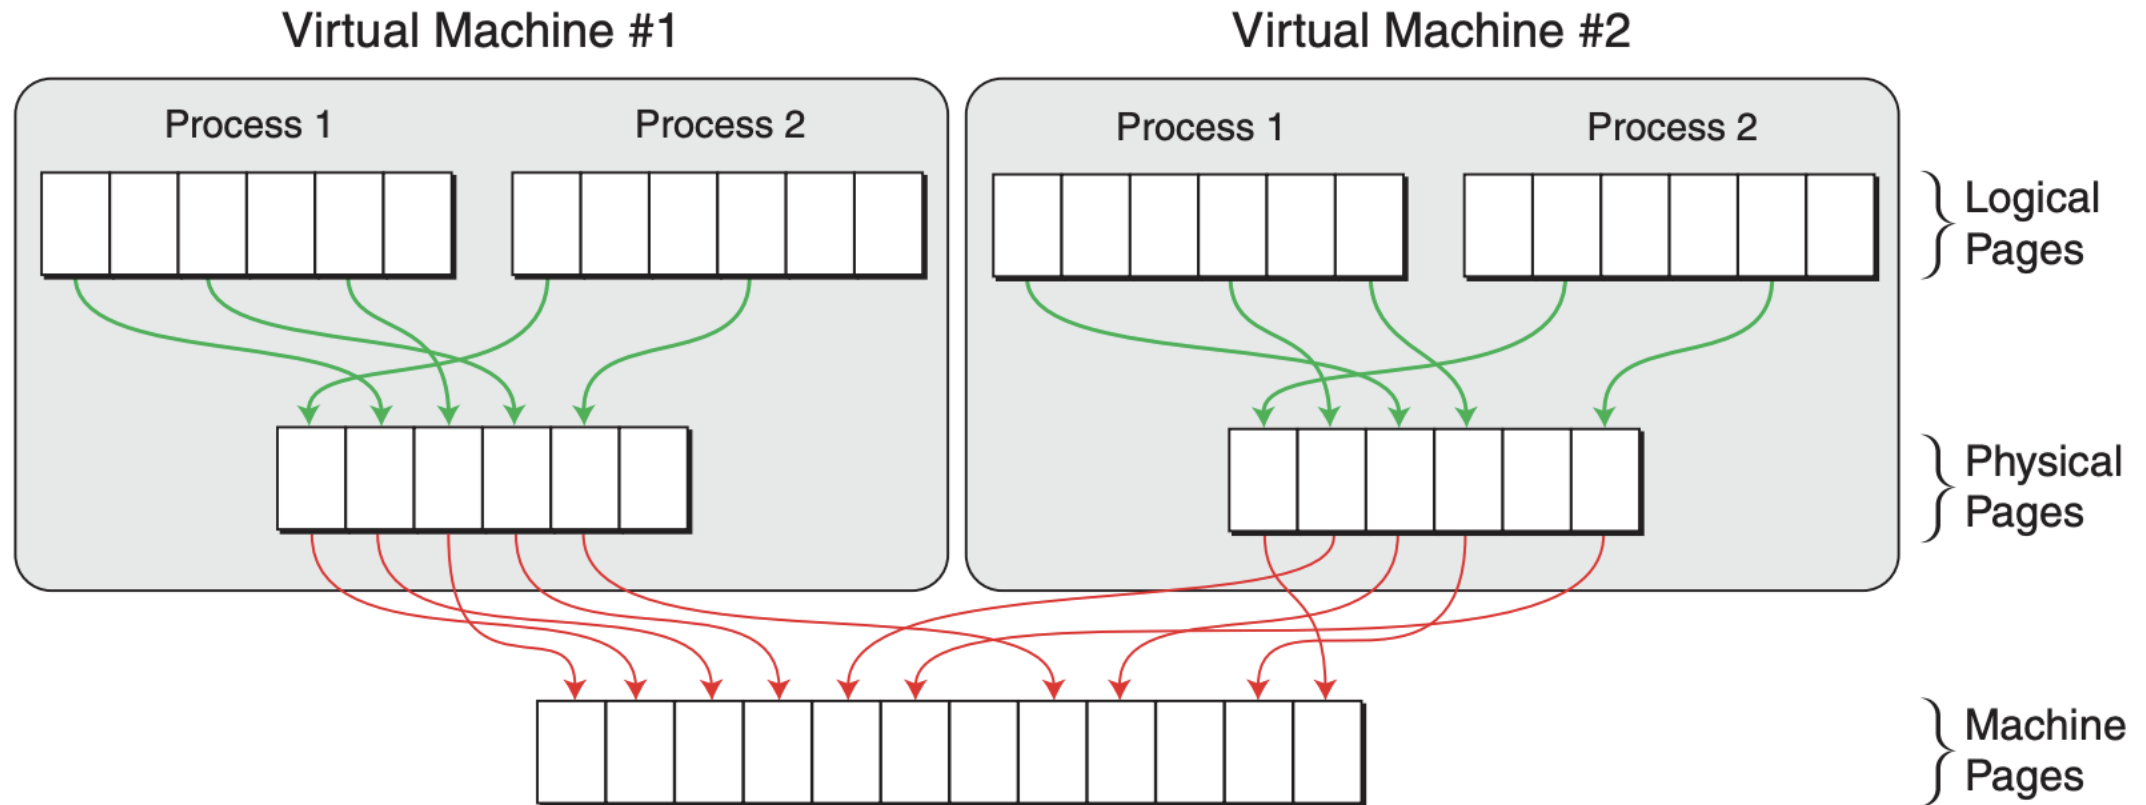 Virtual Machine #1
Virtual Machine #2
Process 1
Process 2
Process 1
Process 2
Logical
Pages
Physical
Pages
Machine
Pages